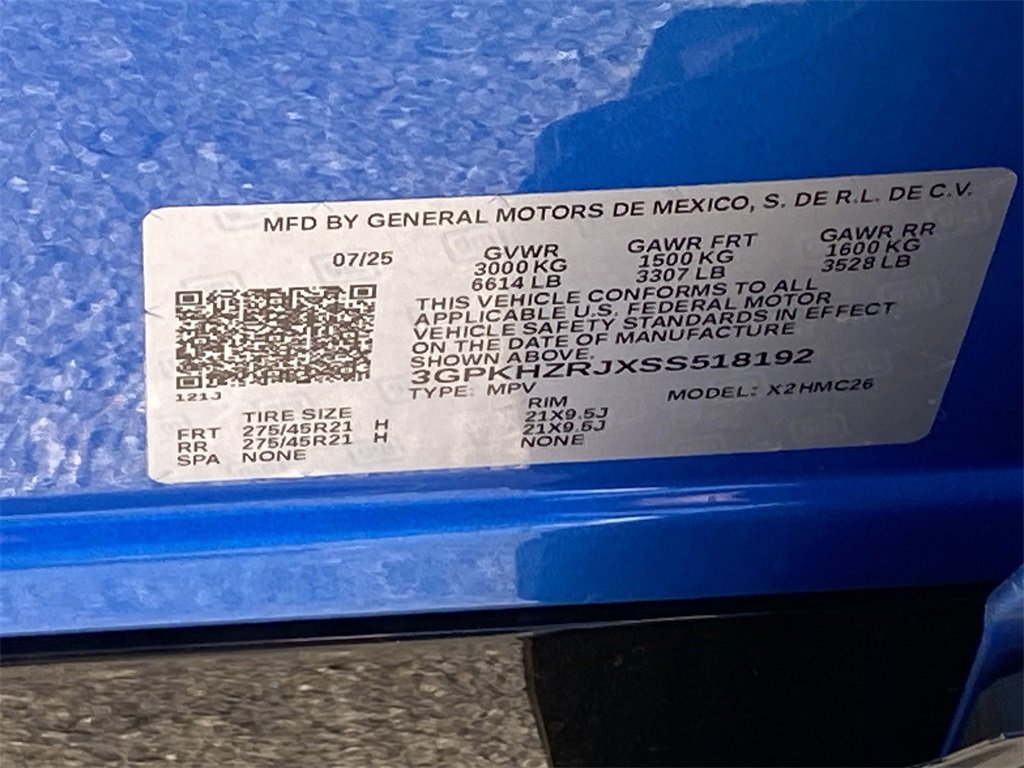 MFD BY GENERAL MOTORS DE MEXICO, S. DE R.L. DE C.V.
07/25 GVWR GAWR FRT GAWR RR
3000 KG 1500 KG 1600 KG
6614 LB 3307 LB 3528 LB
THIS VEHICLE CONFORMS TO ALL
APPLICABLE U.S. FEDERAL MOTOR
VEHICLE SAFETY STANDARDS IN EFFECT
ON THE DATE OF MANUFACTURE
SHOWN ABOVE.
3GPKHZRJXSS518192
TYPE: MPV MODEL: X2HMC26
121J
TIRE SIZE RIM
FRT 275/45R21 H 21X9.5J
RR 275/45R21 H 21X9.5J
SPA NONE NONE